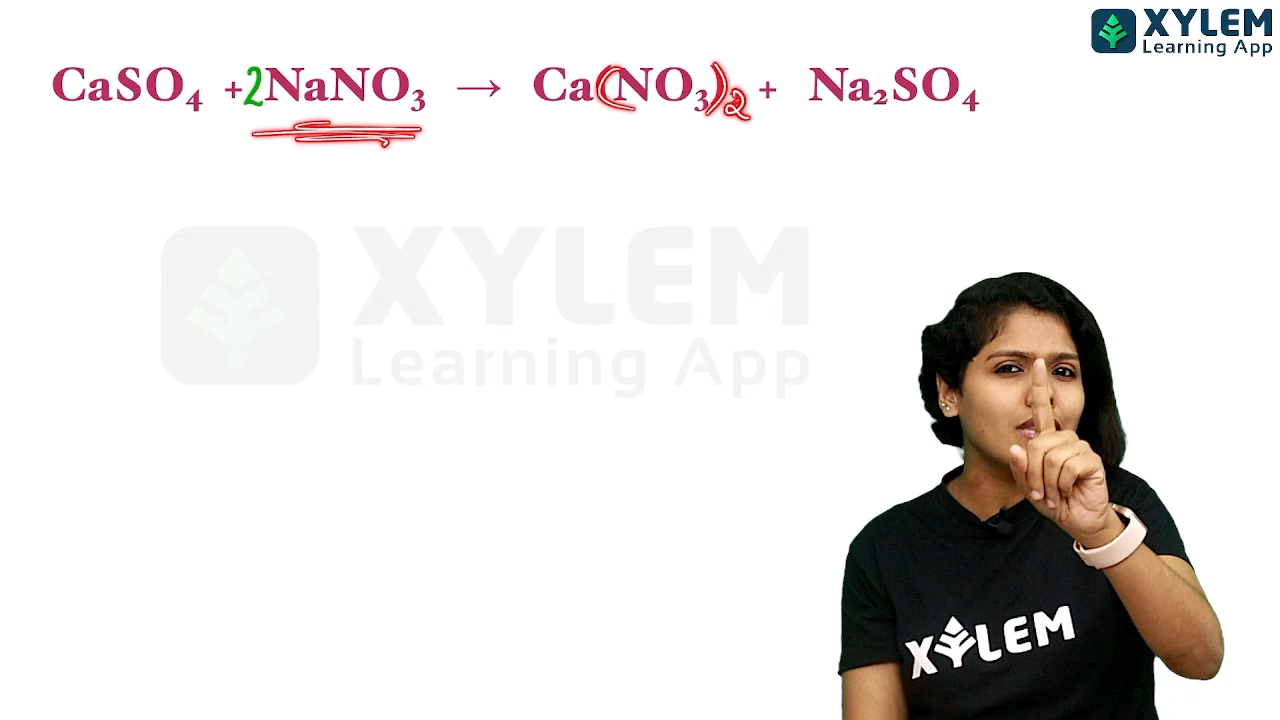 XYLEM
Learning App
CaSO₄ + 2NaNO₃ → Ca(NO₃)₂ + Na₂SO₄
XYLEM
Learning App
XYLEM